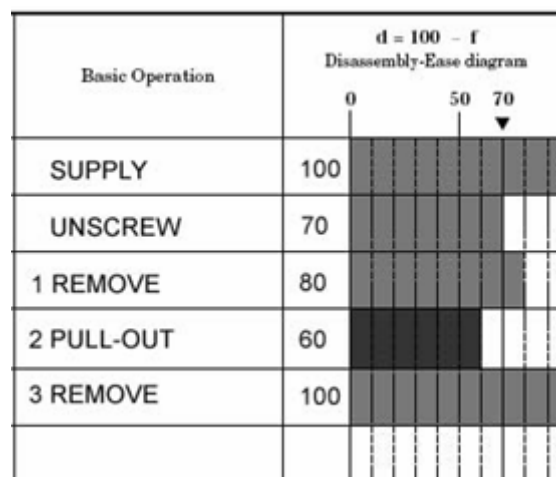 d = 100 - f
Disassembly-Ease diagram
Basic Operation
0 50 70
SUPPLY 100
UNSCREW 70
1 REMOVE 80
2 PULL-OUT 60
3 REMOVE 100